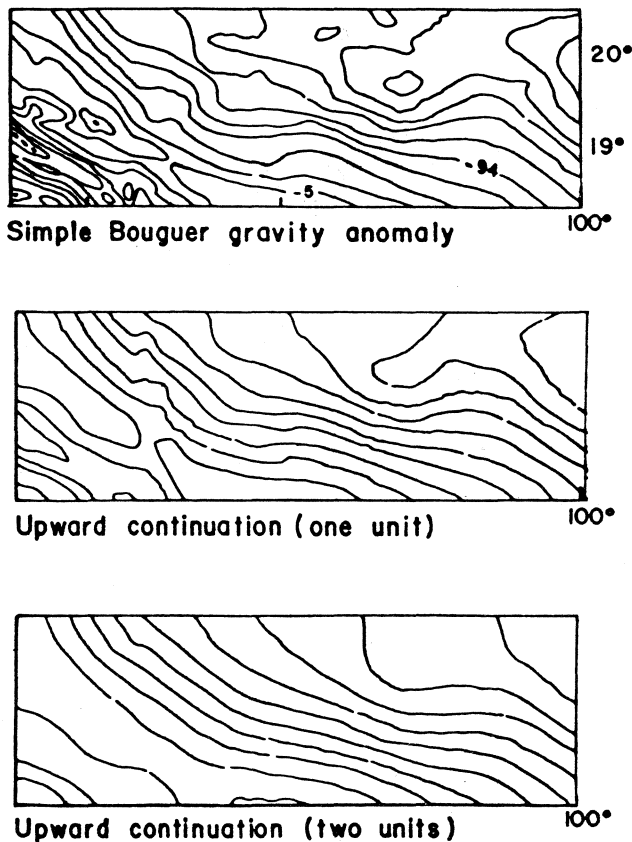 20°
19°
-94
-5
100°
Simple Bouguer gravity anomaly
100°
Upward continuation (one unit)
100°
Upward continuation (two units)